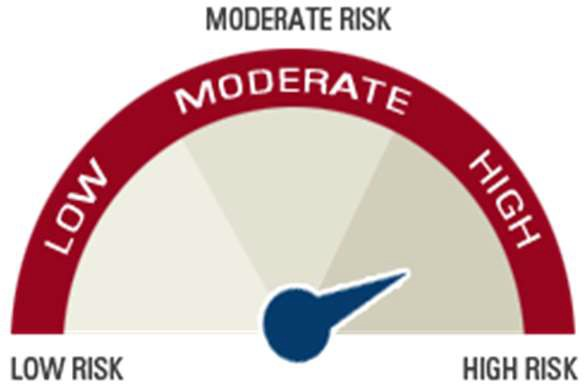 MODERATE RISK
MODERATE
LOW
HIGH
LOW RISK
HIGH RISK